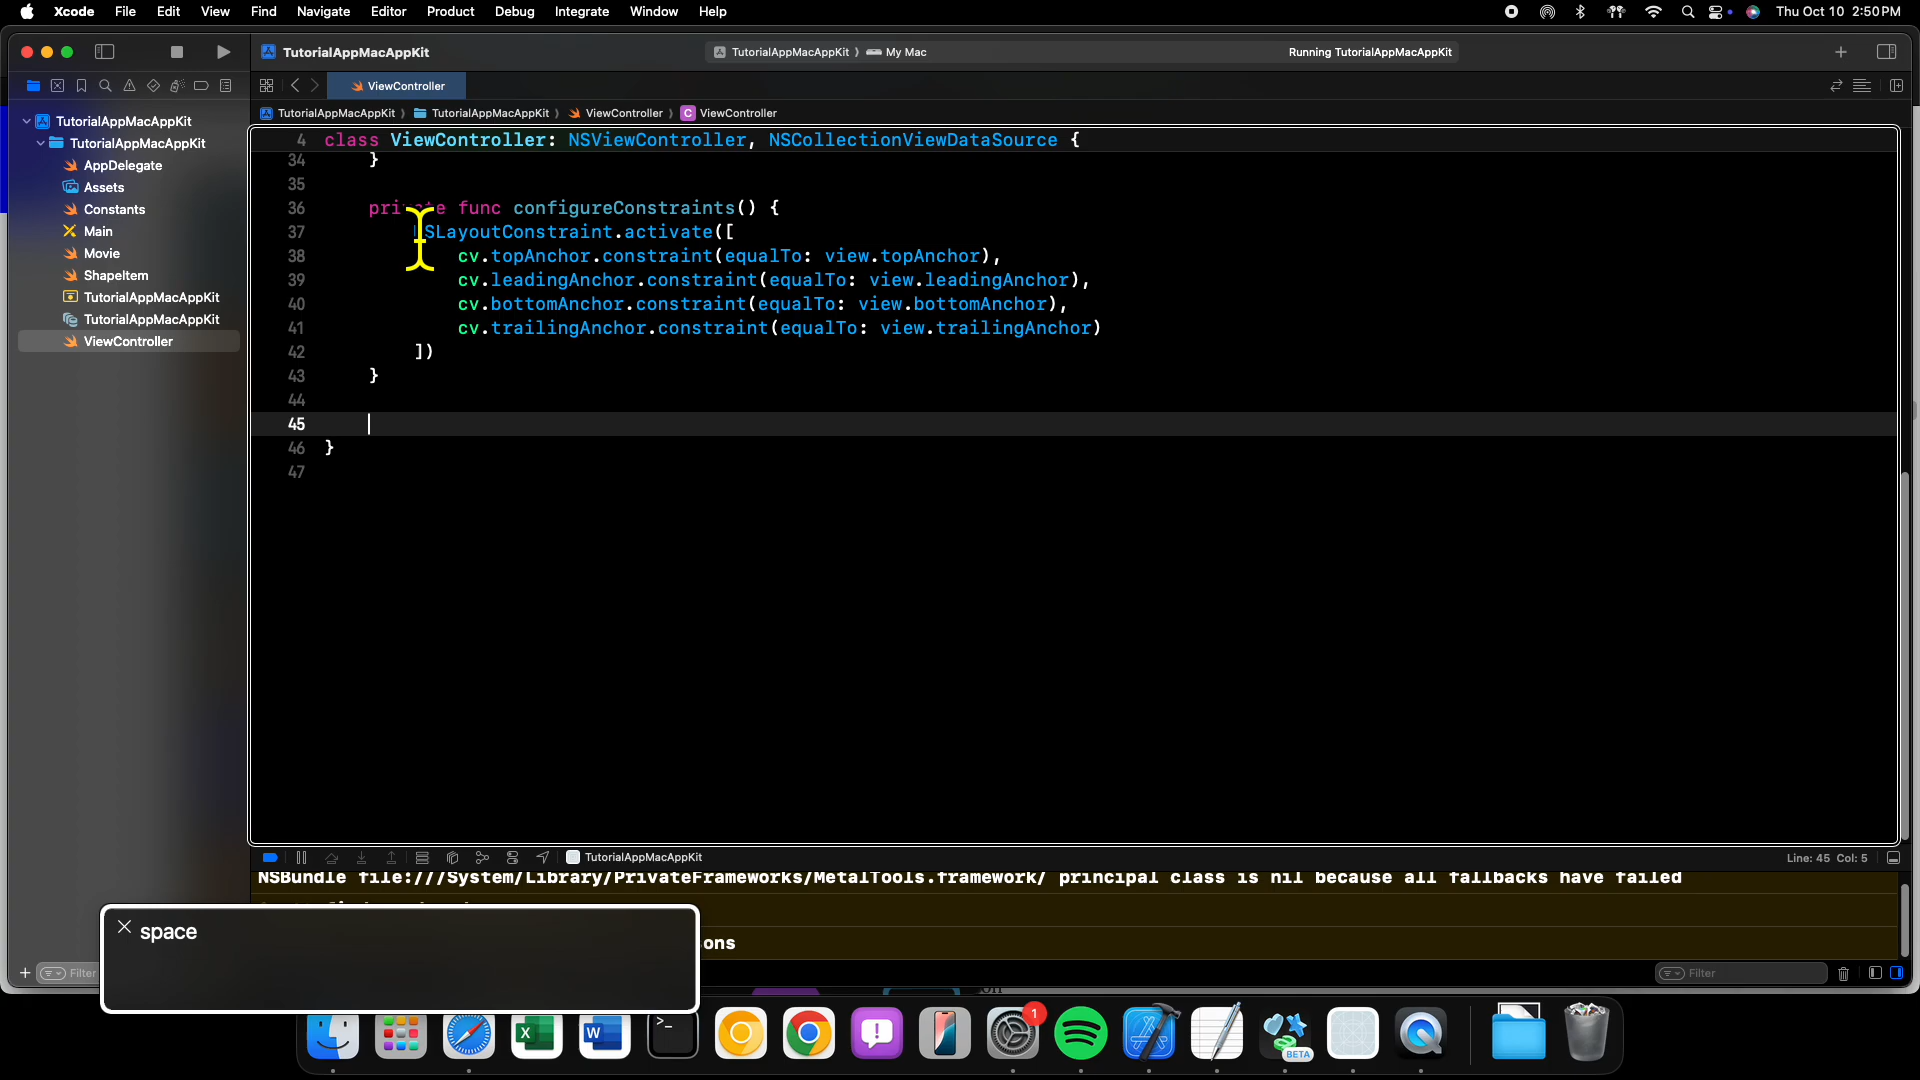 Xcode File Edit View Find Navigate Editor Product Debug Integrate Window Help
Thu Oct 10 2:50 PM
TutorialAppMacAppKit
TutorialAppMacAppKit My Mac
Running TutorialAppMacAppKit
ViewController
TutorialAppMacAppKit TutorialAppMacAppKit ViewController C ViewController
TutorialAppMacAppKit
TutorialAppMacAppKit
AppDelegate
Assets
Constants
Main
Movie
ShapeItem
TutorialAppMacAppKit
TutorialAppMacAppKit
ViewController
Filter
4 class ViewController: NSViewController, NSCollectionViewDataSource {
34 }
35
36 private func configureConstraints() {
37 NSLayoutConstraint.activate([
38 cv.topAnchor.constraint(equalTo: view.topAnchor),
39 cv.leadingAnchor.constraint(equalTo: view.leadingAnchor),
40 cv.bottomAnchor.constraint(equalTo: view.bottomAnchor),
41 cv.trailingAnchor.constraint(equalTo: view.trailingAnchor)
42 ])
43 }
44
45
46 }
47
TutorialAppMacAppKit
Line: 45 Col: 5
NSBundle file:///System/Library/PrivateFrameworks/MetalTools.framework/ principal class is nil because all fallbacks have failed
ons
Filter
space
1
BETA